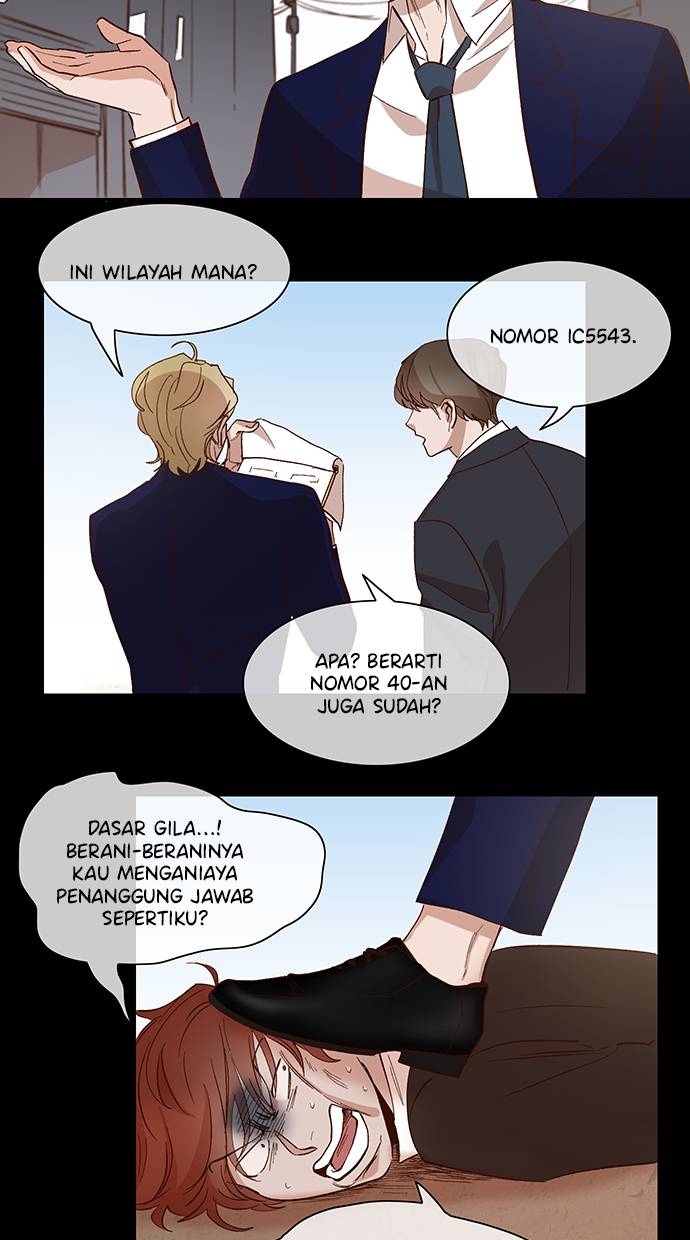 INI WILAYAH MANA?
NOMOR IC5543.
APA? BERARTI
NOMOR 40-AN
JUGA SUDAH?
DASAR GILA...!
BERANI-BERANINYA
KAU MENGANIAYA
PENANGGUNG JAWAB
SEPERTIKU?